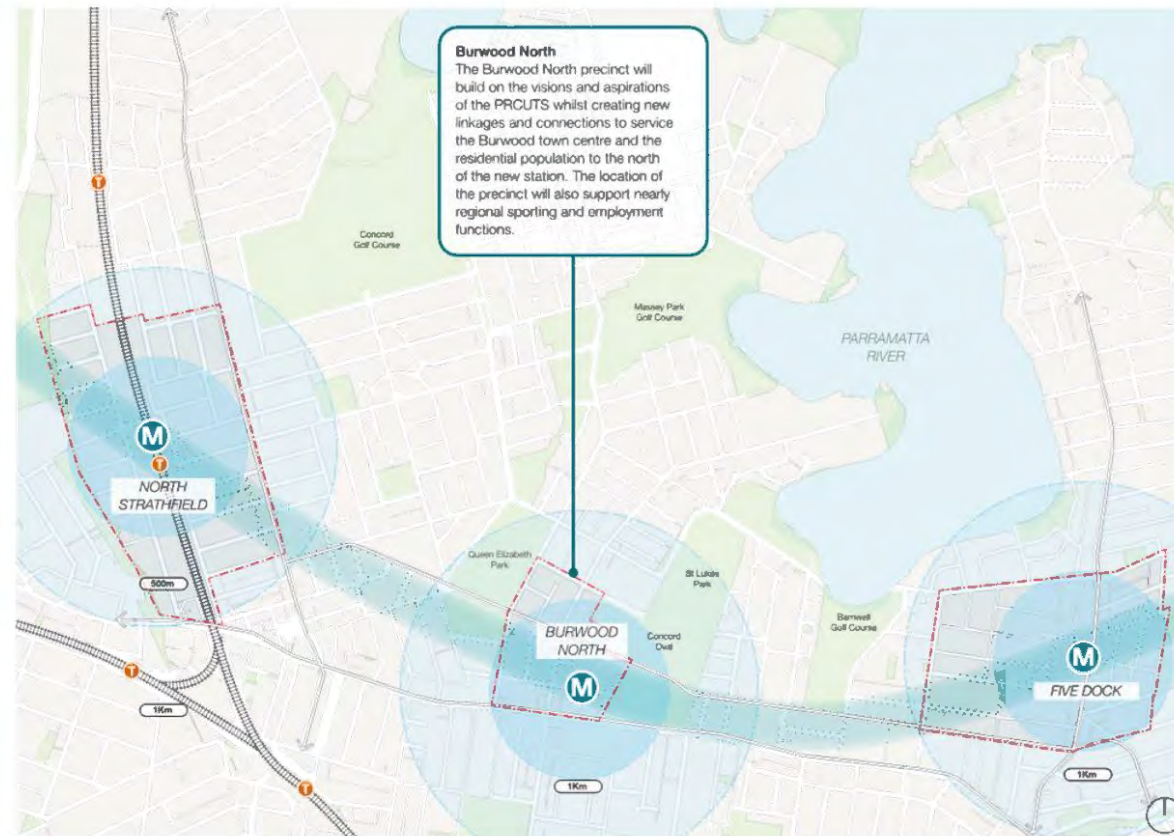 Burwood North
The Burwood North precinct will
build on the visions and aspirations
of the PRCUTS whilst creating new
linkages and connections to service
the Burwood town centre and the
residential population to the north
of the new station. The location of
the precinct will also support nearly
regional sporting and employment
functions.
T
Concord
Golf Course
Massey Park
Golf Course
PARRAMATTA
RIVER
M
T
NORTH
STRATHFIELD
Queen Elizabeth
Park
500m
St Lukes
Park
Barnwell
Golf Course
BURWOOD
NORTH
Concord
Oval
M
M
FIVE DOCK
T
1Km
1Km
1Km
T